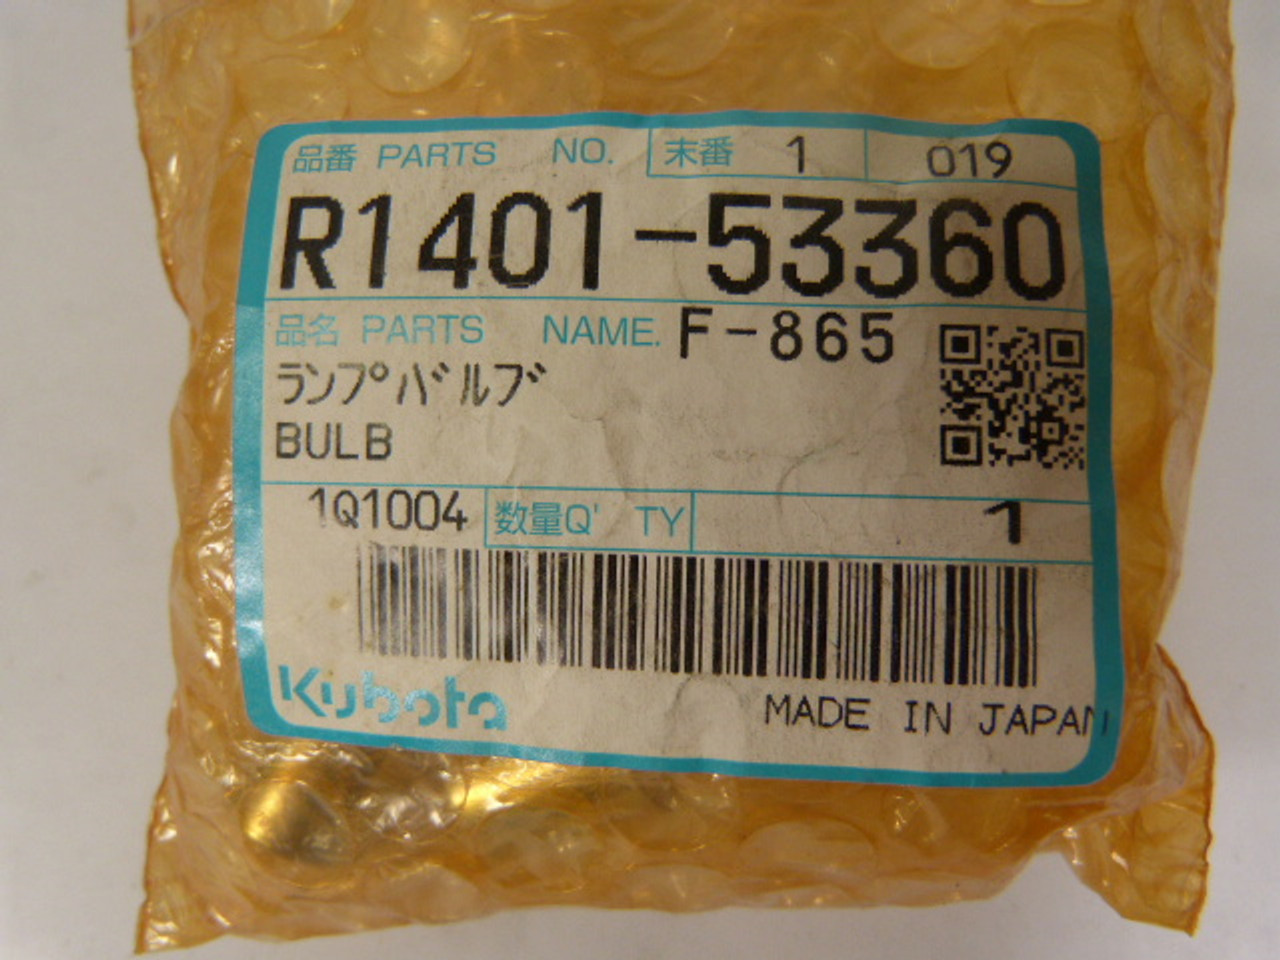 品番 PARTS NO. 末番 1 019
R1401-53360
品名 PARTS NAME. F-865
ランプバルブ
BULB
1Q1004 数量Q' TY 1
Kubota
MADE IN JAPAN